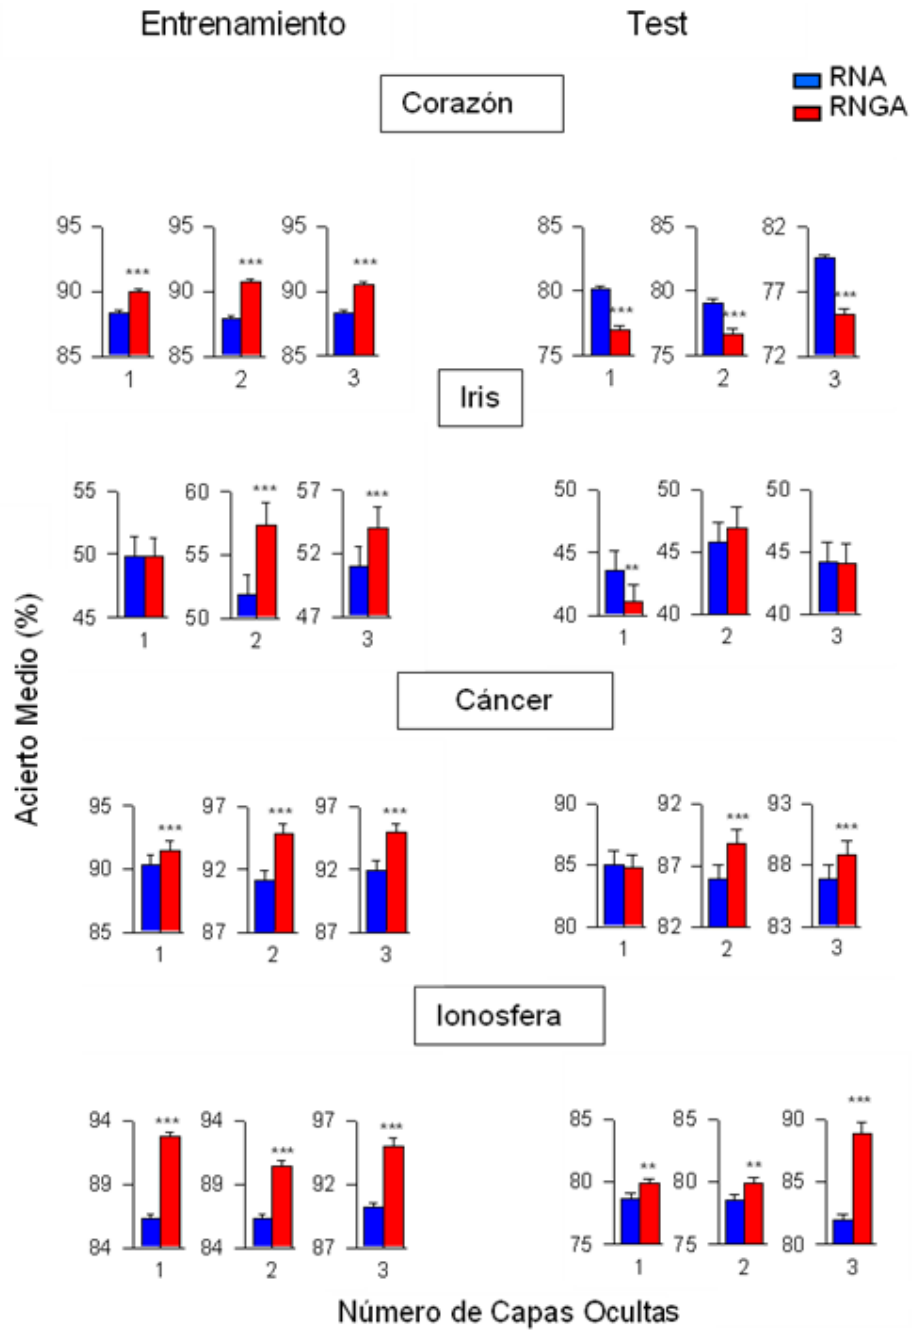 Entrenamiento Test
Corazón
RNA
RNGA
95 95 95 85 85 82
*** *** ***
90 90 90 80 80 77
*** *** ***
85 85 85 75 75 72
1 2 3 1 2 3
Iris
55 60 57 50 50 50
*** ***
50 55 52 45 45 45
**
45 50 47 40 40 40
1 2 3 1 2 3
Acierto Medio (%)
Cáncer
95 97 97 90 92 93
*** *** *** *** ***
90 92 92 85 87 88
85 87 87 80 82 83
1 2 3 1 2 3
Ionosfera
94 94 97 85 85 90
*** *** *** ** ** ***
89 89 92 80 80 85
84 84 87 75 75 80
1 2 3 1 2 3
Número de Capas Ocultas